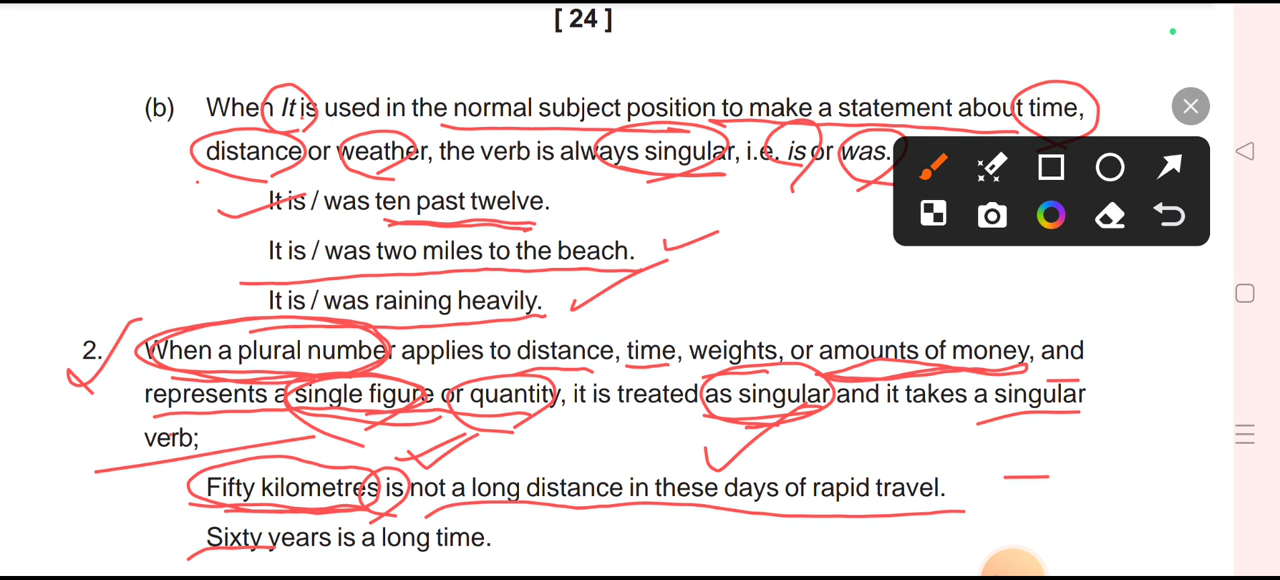 [ 24 ]
(b) When It is used in the normal subject position to make a statement about time,
distance or weather, the verb is always singular, i.e. is or was.
It is / was ten past twelve.
It is / was two miles to the beach.
It is / was raining heavily.
2. When a plural number applies to distance, time, weights, or amounts of money, and
represents a single figure or quantity, it is treated as singular and it takes a singular
verb;
Fifty kilometres is not a long distance in these days of rapid travel.
Sixty years is a long time.